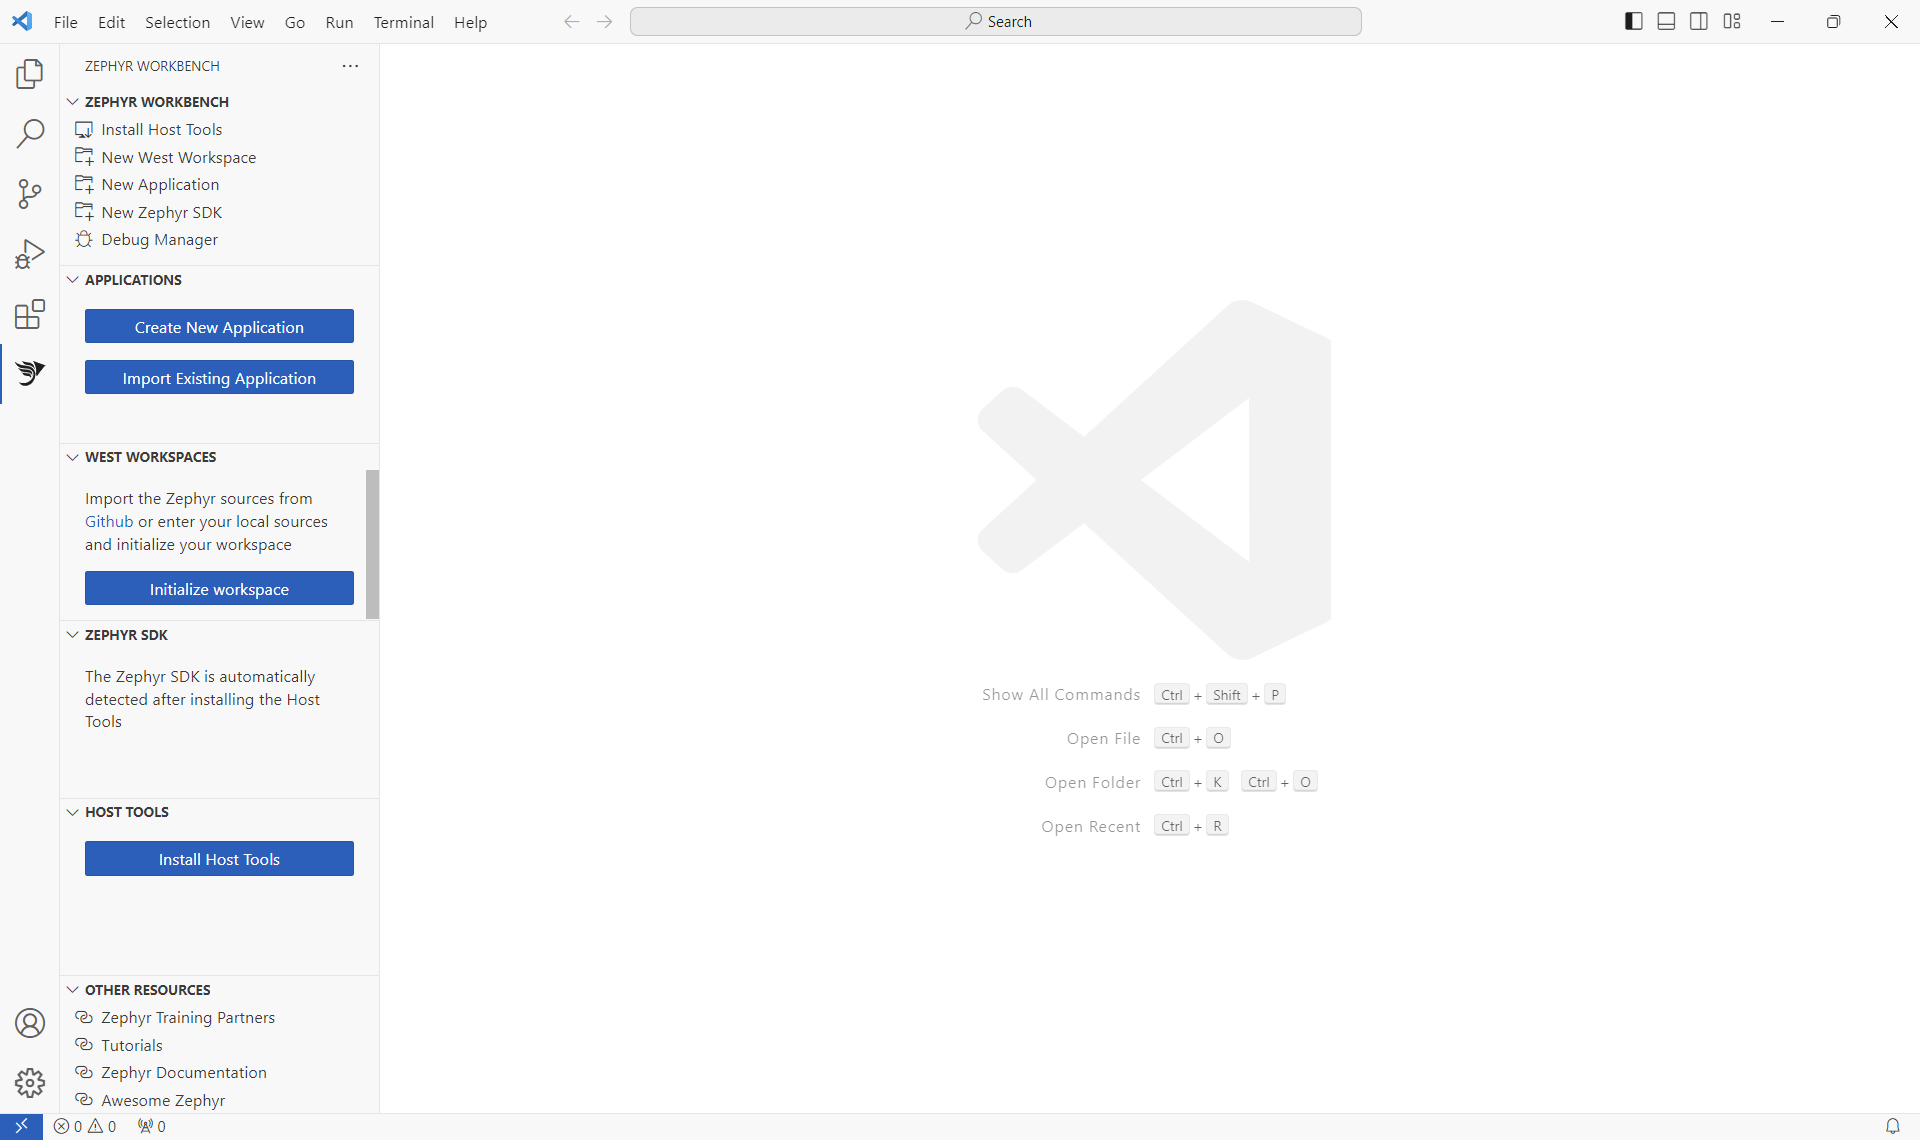 File Edit Selection View Go Run Terminal Help
Search
ZEPHYR WORKBENCH
ZEPHYR WORKBENCH
Install Host Tools
New West Workspace
New Application
New Zephyr SDK
Debug Manager
APPLICATIONS
Create New Application
Import Existing Application
WEST WORKSPACES
Import the Zephyr sources from
Github or enter your local sources
and initialize your workspace
Initialize workspace
ZEPHYR SDK
The Zephyr SDK is automatically
detected after installing the Host
Tools
HOST TOOLS
Install Host Tools
OTHER RESOURCES
Zephyr Training Partners
Tutorials
Zephyr Documentation
Awesome Zephyr
Show All Commands Ctrl + Shift + P
Open File Ctrl + O
Open Folder Ctrl + K Ctrl + O
Open Recent Ctrl + R
0 0 0